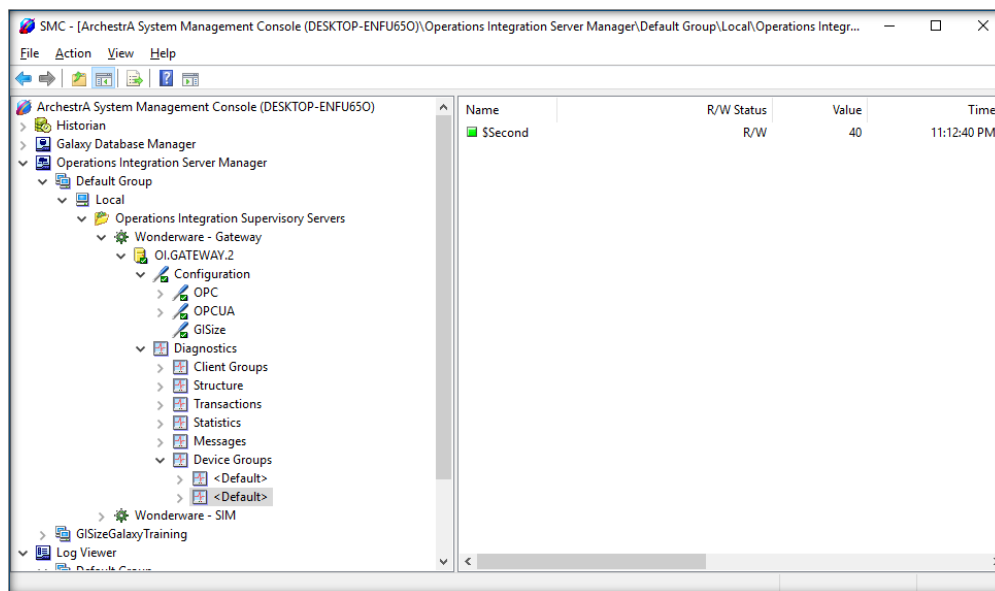 SMC - [ArchestrA System Management Console (DESKTOP-ENFU65O)\Operations Integration Server Manager\Default Group\Local\Operations Integr...
File Action View Help
ArchestrA System Management Console (DESKTOP-ENFU65O)
Historian
Galaxy Database Manager
Operations Integration Server Manager
Default Group
Local
Operations Integration Supervisory Servers
Wonderware - Gateway
OI.GATEWAY.2
Configuration
OPC
OPCUA
GISize
Diagnostics
Client Groups
Structure
Transactions
Statistics
Messages
Device Groups
<Default>
<Default>
Wonderware - SIM
GISizeGalaxyTraining
Log Viewer
Default Group
Name R/W Status Value Time
$Second R/W 40 11:12:40 PM